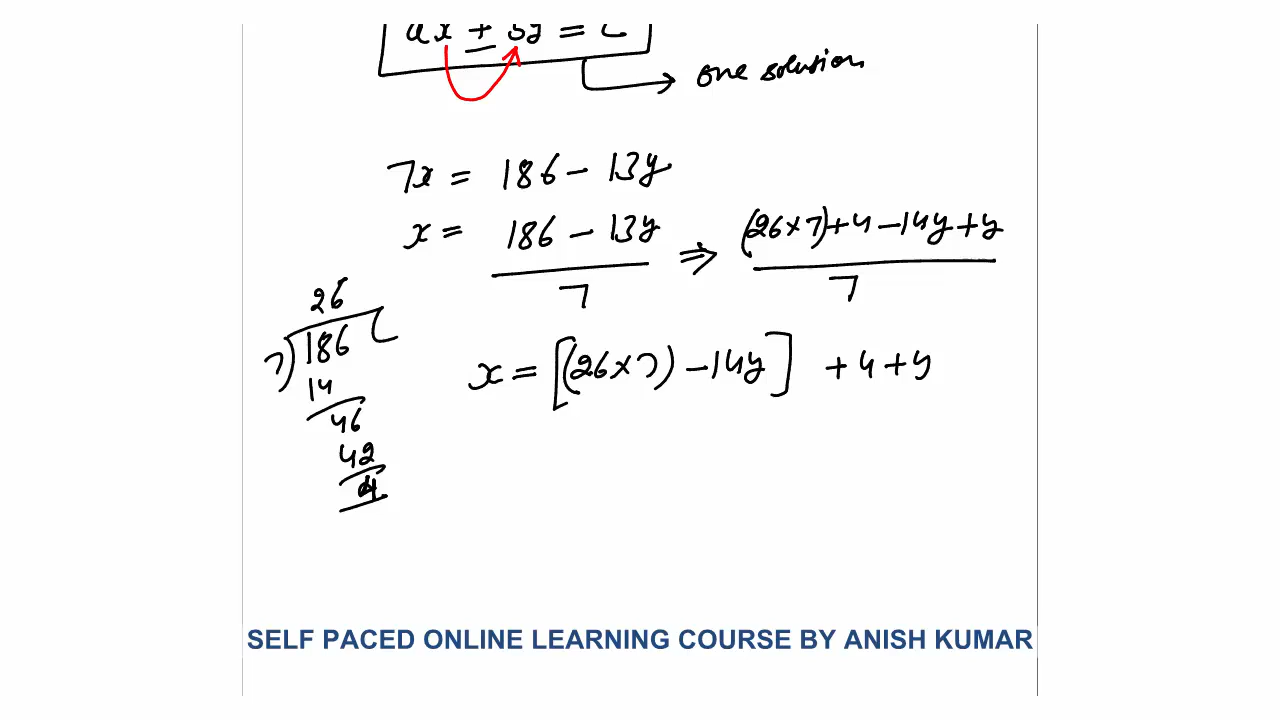 ax + by = c
one solution
7x = 186 - 13y
x = 186 - 13y / 7 ⇒ (26×7)+4-14y+y / 7
26
7)186(
14
46
42
4
x = [(26×7) -14y] +4+y
SELF PACED ONLINE LEARNING COURSE BY ANISH KUMAR